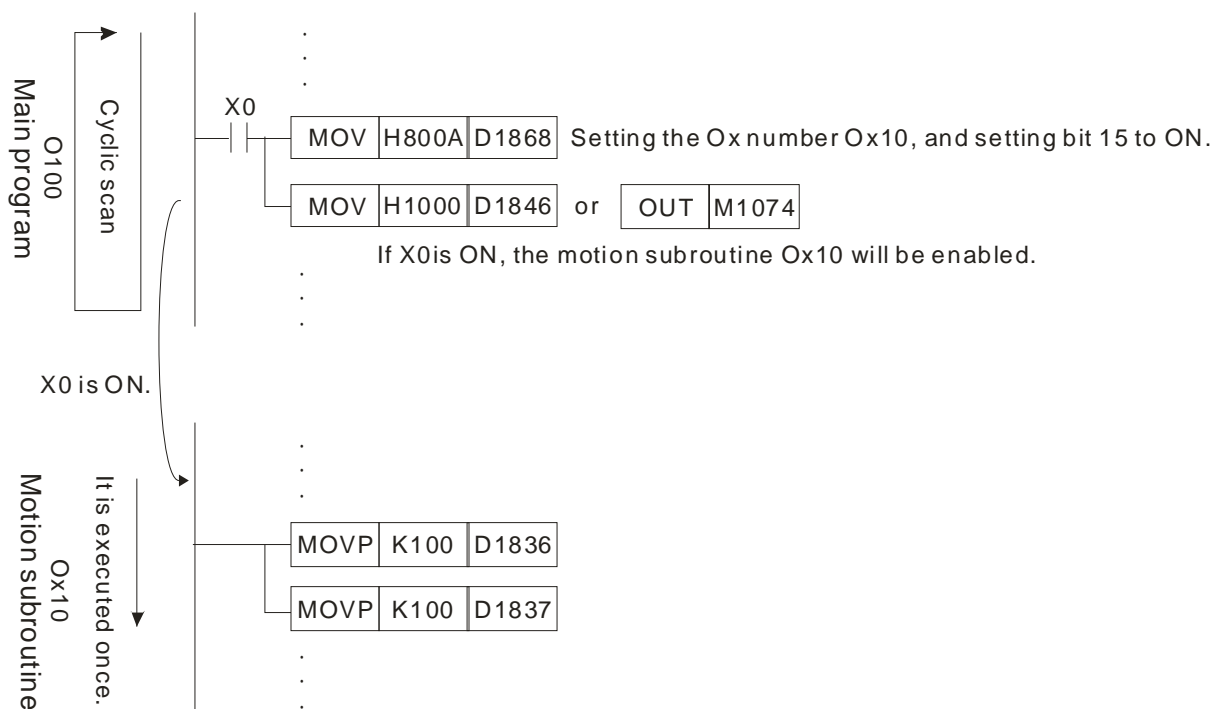 O100
Main program
Cyclic scan
X0
MOV H800A D1868 Setting the Ox number Ox10, and setting bit 15 to ON.
MOV H1000 D1846 or OUT M1074
If X0is ON, the motion subroutine Ox10 will be enabled.
X0 is ON.
Ox10
Motion subroutine
It is executed once.
MOVP K100 D1836
MOVP K100 D1837